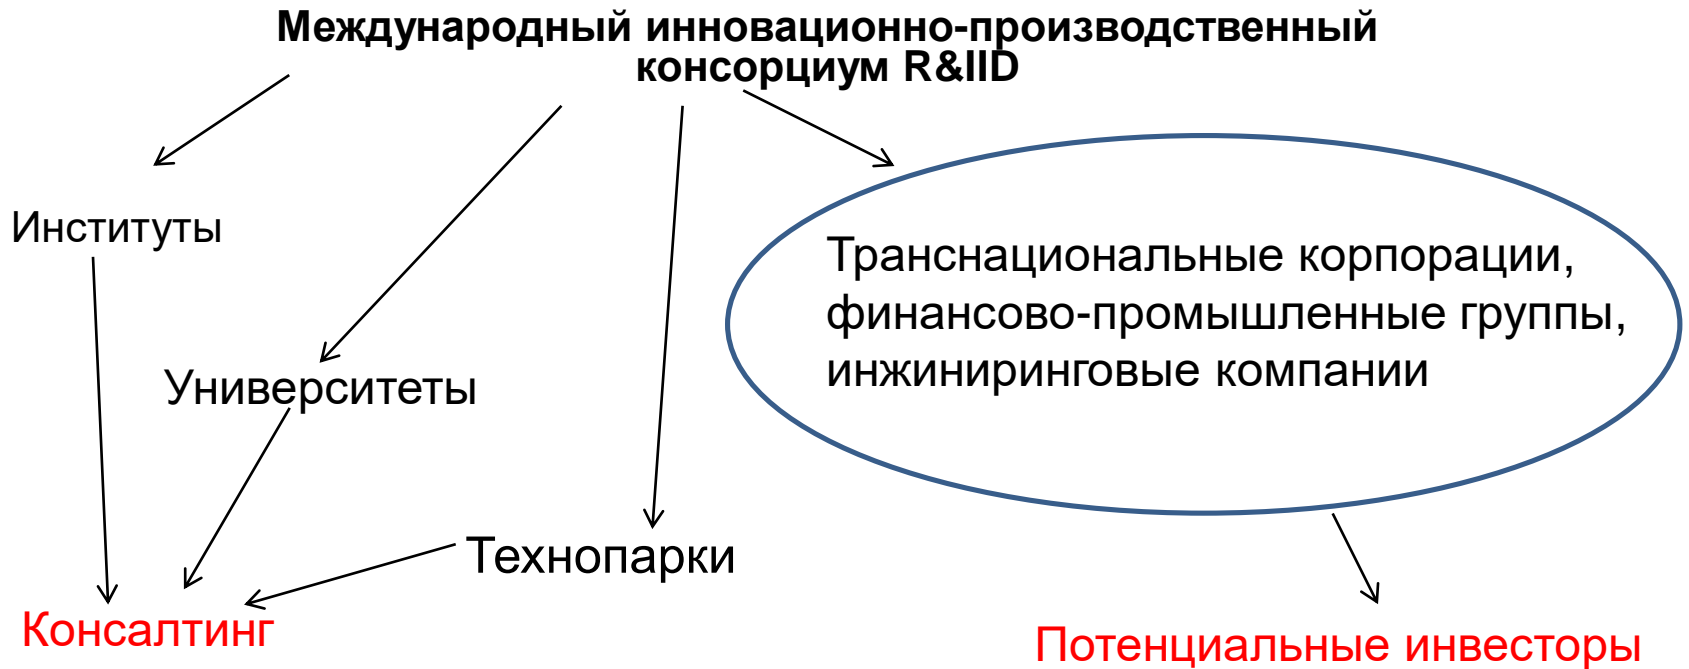 Международный инновационно-производственный
консорциум R&IID
Институты
Транснациональные корпорации,
финансово-промышленные группы,
инжиниринговые компании
Университеты
Технопарки
Консалтинг
Потенциальные инвесторы